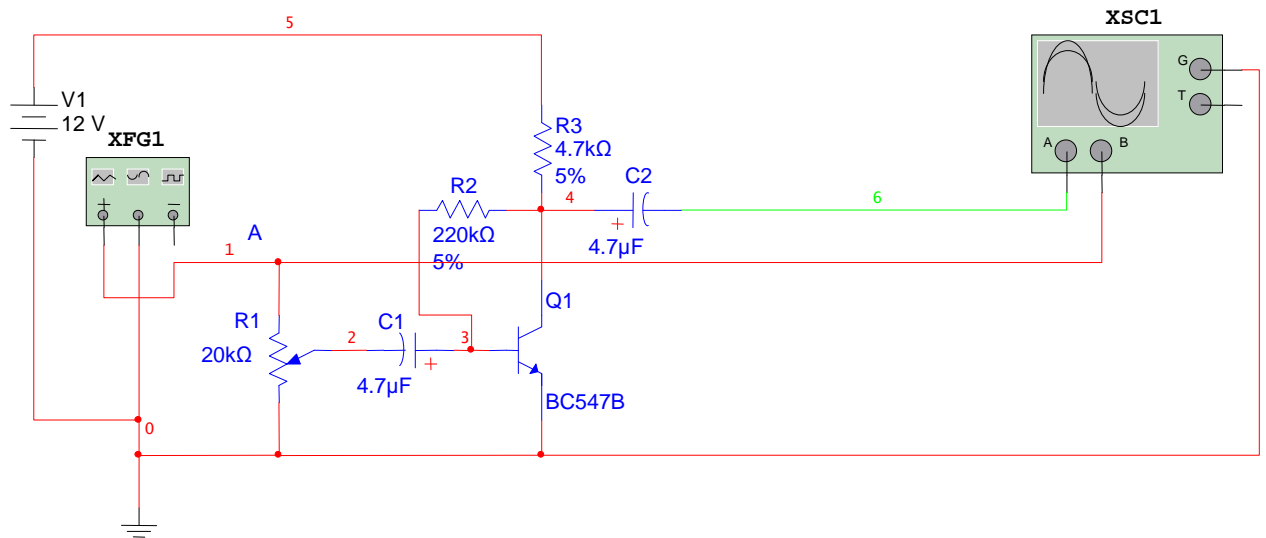 5
XSC1
G
T
A
B
V1
12 V
XFG1
+
−
R3
4.7kΩ
5%
R2
220kΩ
5%
4
C2
+
4.7µF
6
A
1
R1
20kΩ
2
C1
+
4.7µF
3
Q1
BC547B
0